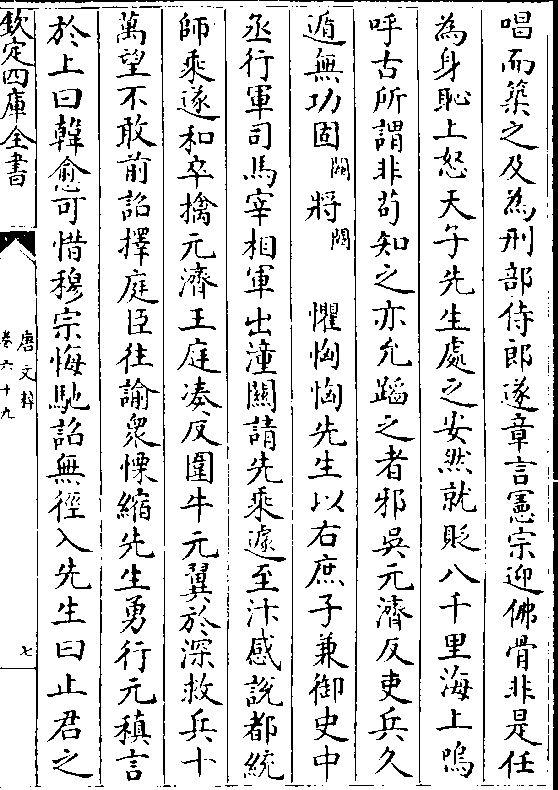 唱而築之及為刑部侍郎遂章言憲宗迎佛骨非是任
為身恥上怒天子先生處之安然就貶八千里海上嗚
呼古所謂非苟知之亦允蹈之者邪吳元濟反吏兵久
遁無功固闕將闕　懼恟恟先生以右庶子兼御史中
丞行軍司馬宰相軍出潼關請先乘遽至汴感說都統
師乘遂和卒擒元濟王庭凑反圍牛元翼於深救兵十
萬望不敢前詔擇庭臣往諭衆慄縮先生勇行元稹言
於上曰韓愈可惜穆宗悔馳詔無徑入先生曰止君之
欽定四庫全書
唐文粹
卷六十九
七